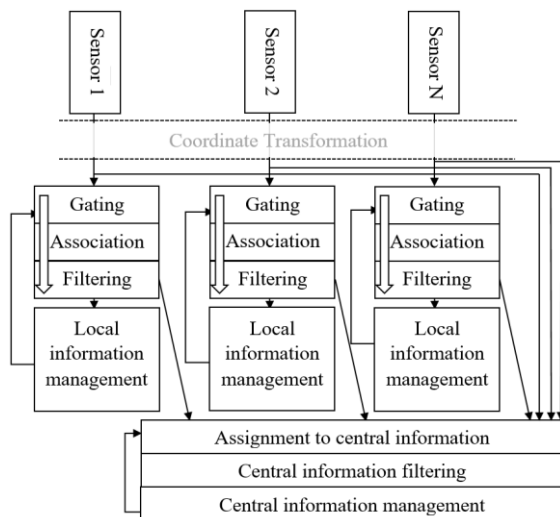 Sensor 1
Sensor 2
Sensor N
Coordinate Transformation
Gating
Association
Filtering
Local
information
management
Gating
Association
Filtering
Local
information
management
Gating
Association
Filtering
Local
information
management
Assignment to central information
Central information filtering
Central information management